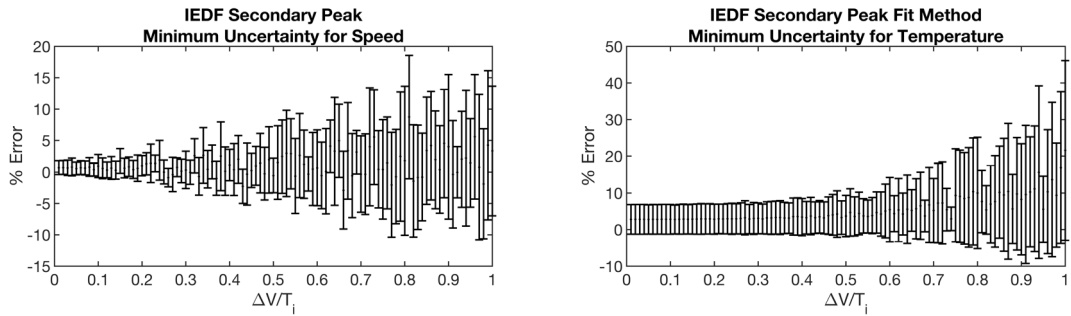 IEDF Secondary Peak
Minimum Uncertainty for Speed
20
15
10
5
0
-5
-10
-15
% Error
0 0.1 0.2 0.3 0.4 0.5 0.6 0.7 0.8 0.9 1
ΔV/Ti
IEDF Secondary Peak Fit Method
Minimum Uncertainty for Temperature
50
40
30
20
10
0
-10
% Error
0 0.1 0.2 0.3 0.4 0.5 0.6 0.7 0.8 0.9 1
ΔV/Ti